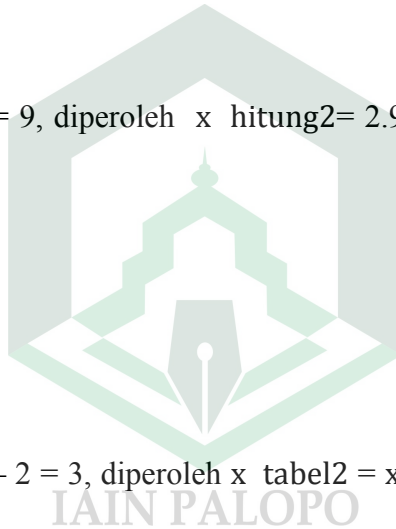 = 9, diperoleh x hitung2= 2.9
- 2 = 3, diperoleh x tabel2 = x
IAIN PALOPO